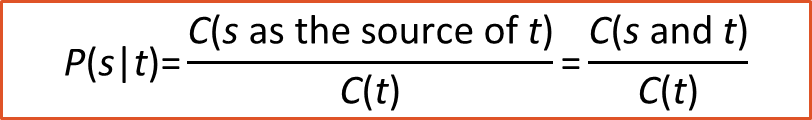 P(s|t)= C(s as the source of t) / C(t) = C(s and t) / C(t)